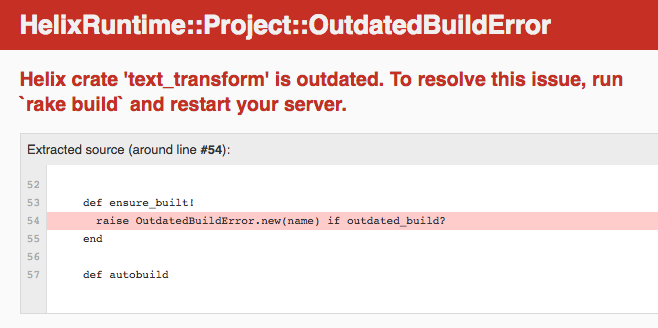 HelixRuntime::Project::OutdatedBuildError
Helix crate 'text_transform' is outdated. To resolve this issue, run
`rake build` and restart your server.
Extracted source (around line #54):
52
53 def ensure_built!
54 raise OutdatedBuildError.new(name) if outdated_build?
55 end
56
57 def autobuild